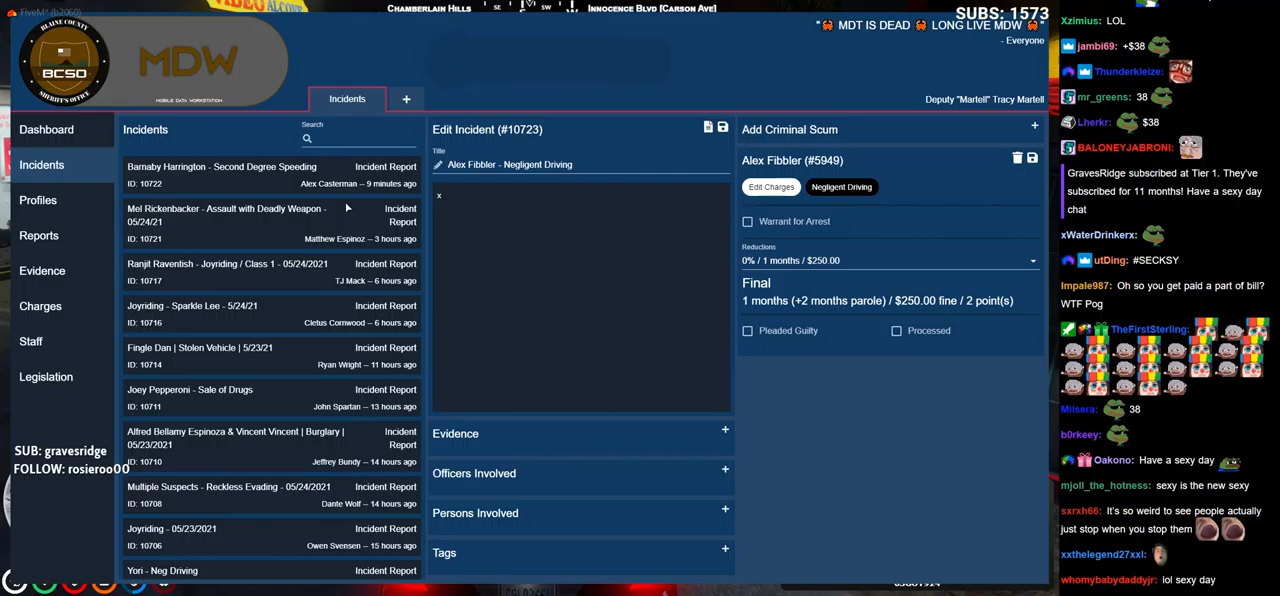 FiveM® (b2060)
CHAMBERLAIN HILLS
SE
SW
INNOCENCE BLVD [CARSON AVE]
SUBS: 1573
BLAINE COUNTY
BCSO
SHERIFF'S OFFICE
MDW
MOBILE DATA WORKSTATION
" 🦀 MDT IS DEAD 🦀 LONG LIVE MDW 🦀 "
- Everyone
Incidents
+
Deputy "Martell" Tracy Martell
Dashboard
Incidents
Profiles
Reports
Evidence
Charges
Staff
Legislation
SUB: gravesridge
FOLLOW: rosieroo00
Incidents
Search
Barnaby Harrington - Second Degree Speeding Incident Report
ID: 10722 Alex Casterman -- 9 minutes ago
Mel Rickenbacker - Assault with Deadly Weapon - Incident
05/24/21 Report
ID: 10721 Matthew Espinoz -- 3 hours ago
Ranjit Raventish - Joyriding / Class 1 - 05/24/2021 Incident Report
ID: 10717 TJ Mack -- 6 hours ago
Joyriding - Sparkle Lee - 5/24/21 Incident Report
ID: 10716 Cletus Cornwood -- 6 hours ago
Fingle Dan | Stolen Vehicle | 5/23/21 Incident Report
ID: 10714 Ryan Wright -- 11 hours ago
Joey Pepperoni - Sale of Drugs Incident Report
ID: 10711 John Spartan -- 13 hours ago
Alfred Bellamy Espinoza & Vincent Vincent | Burglary | Incident
05/23/2021 Report
ID: 10710 Jeffrey Bundy -- 14 hours ago
Multiple Suspects - Reckless Evading - 05/24/2021 Incident Report
ID: 10708 Dante Wolf -- 14 hours ago
Joyriding - 05/23/2021 Incident Report
ID: 10706 Owen Svensen -- 15 hours ago
Yori - Neg Driving Incident Report
Edit Incident (#10723)
Title
Alex Fibbler - Negligent Driving
x
Evidence +
Officers Involved +
Persons Involved +
Tags +
Add Criminal Scum +
Alex Fibbler (#5949)
Edit Charges
Negligent Driving
Warrant for Arrest
Reductions
0% / 1 months / $250.00
Final
1 months (+2 months parole) / $250.00 fine / 2 point(s)
Pleaded Guilty
Processed
Xzimius: LOL
jambi69: +$38
Thunderkleize:
mr_greens: 38
Lherkr: $38
BALONEYJABRONI:
GravesRidge subscribed at Tier 1. They've
subscribed for 11 months! Have a sexy day
chat
xWaterDrinkerx:
utDing: #SECKSY
Impale987: Oh so you get paid a part of bill?
WTF Pog
TheFirstSterling:
Milsera: 38
b0rkeey:
Oakono: Have a sexy day
mjoll_the_hotness: sexy is the new sexy
sxrxh66: It's so weird to see people actually
just stop when you stop them
xxthelegend27xxl:
whomybabydaddyjr: lol sexy day